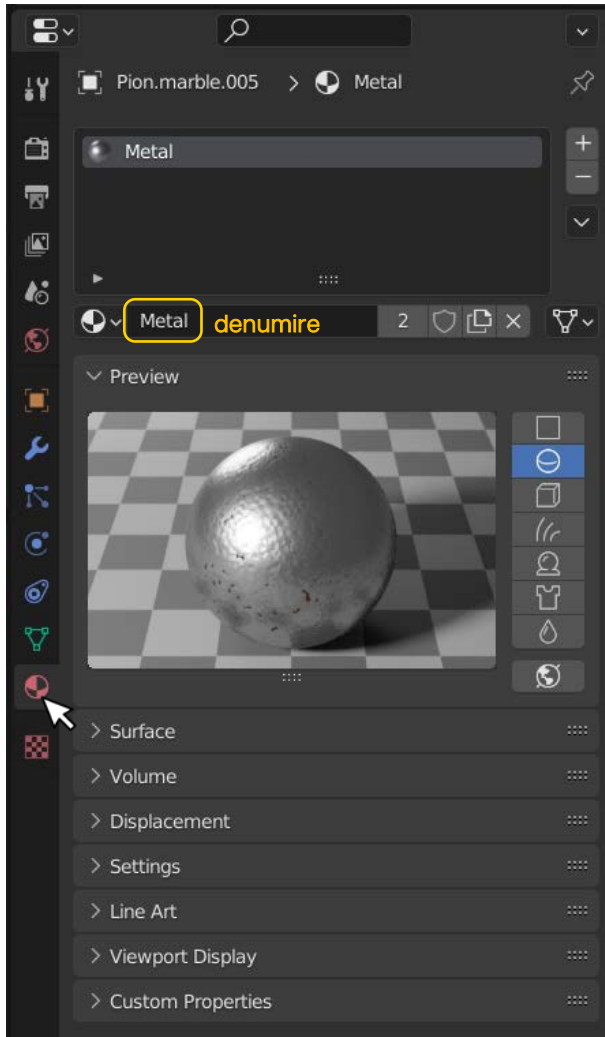 Pion.marble.005 > Metal
Metal
Metal denumire 2
Preview
Surface
Volume
Displacement
Settings
Line Art
Viewport Display
Custom Properties